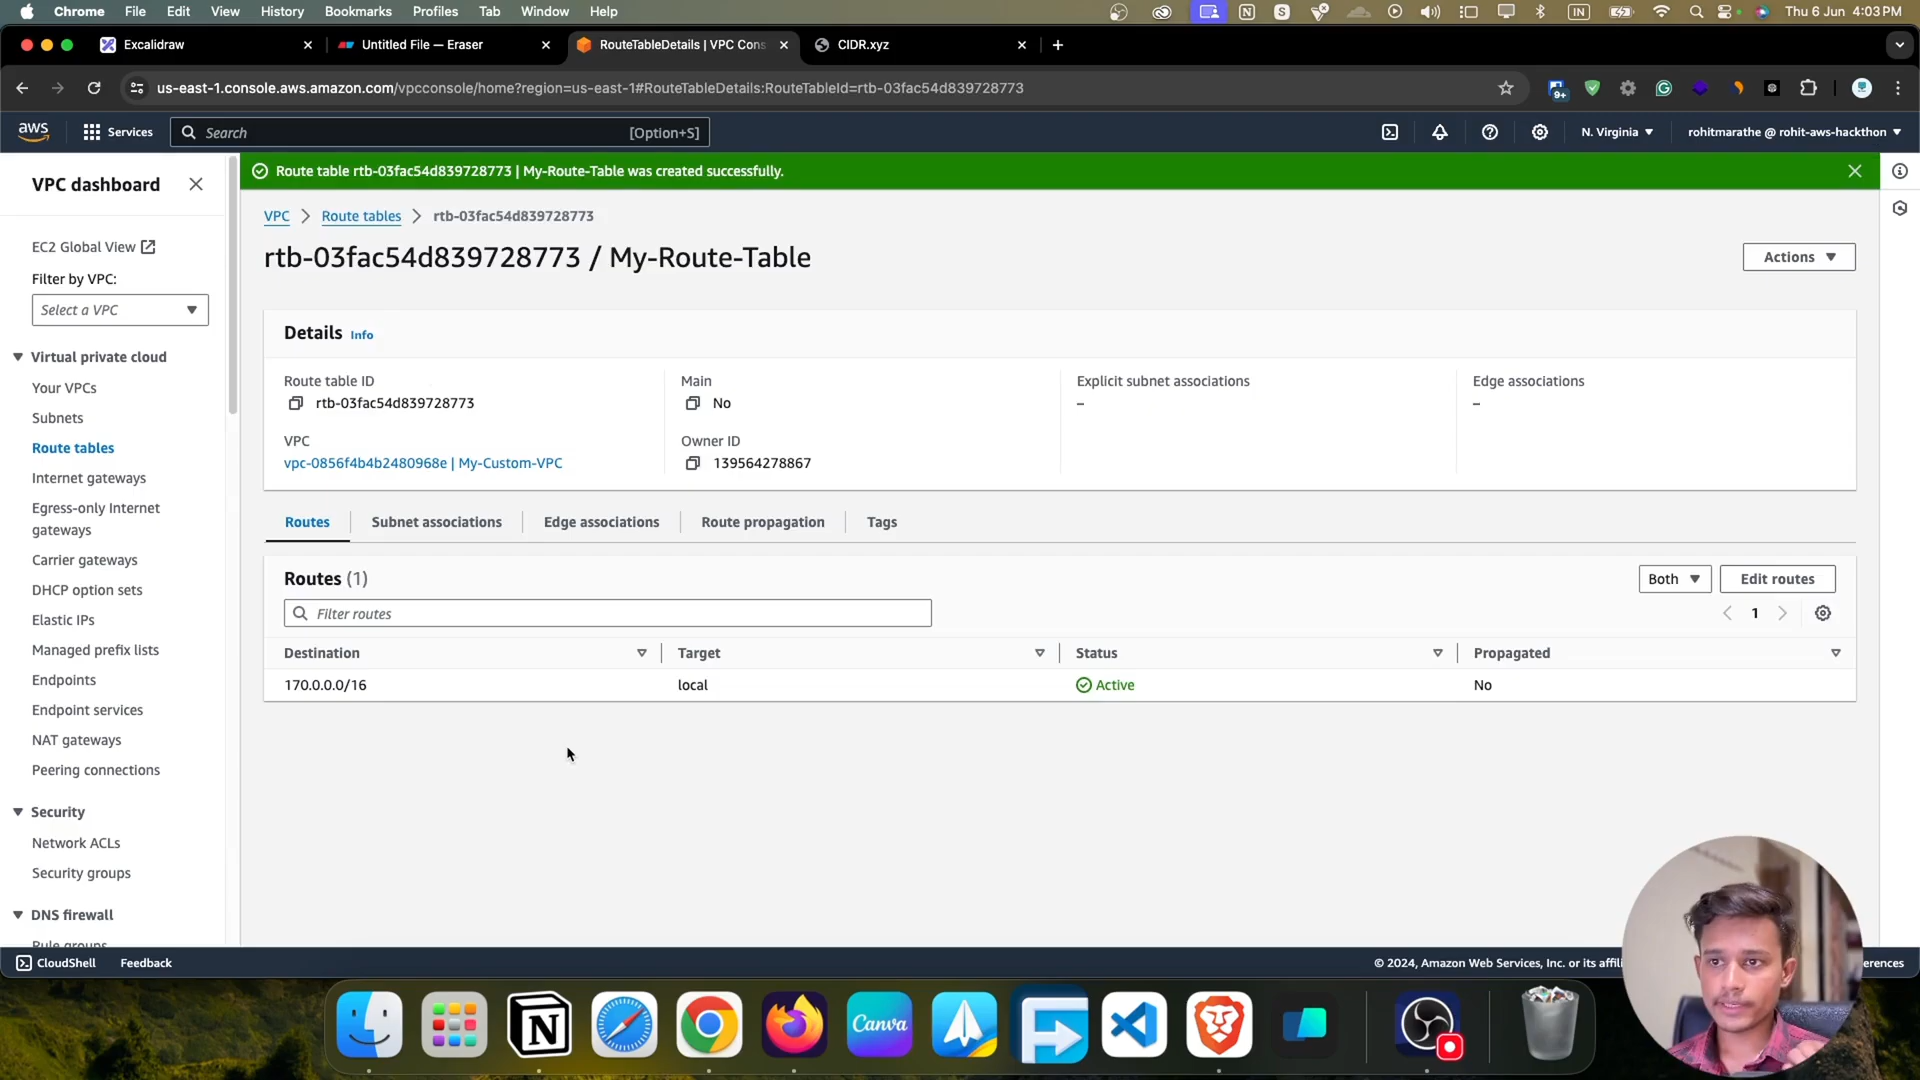 Chrome File Edit View History Bookmarks Profiles Tab Window Help
IN
Thu 6 Jun 4:03 PM
Excalidraw
Untitled File — Eraser
RouteTableDetails | VPC Cons
CIDR.xyz
us-east-1.console.aws.amazon.com/vpcconsole/home?region=us-east-1#RouteTableDetails:RouteTableId=rtb-03fac54d839728773
9+
aws
Services
Search
[Option+S]
N. Virginia
rohitmarathe @ rohit-aws-hackthon
VPC dashboard
EC2 Global View
Filter by VPC:
Select a VPC
Virtual private cloud
Your VPCs
Subnets
Route tables
Internet gateways
Egress-only Internet
gateways
Carrier gateways
DHCP option sets
Elastic IPs
Managed prefix lists
Endpoints
Endpoint services
NAT gateways
Peering connections
Security
Network ACLs
Security groups
DNS firewall
Rule groups
Route table rtb-03fac54d839728773 | My-Route-Table was created successfully.
VPC
Route tables
rtb-03fac54d839728773
rtb-03fac54d839728773 / My-Route-Table
Actions
Details Info
Route table ID
rtb-03fac54d839728773
Main
No
Explicit subnet associations
–
Edge associations
–
VPC
vpc-0856f4b4b2480968e | My-Custom-VPC
Owner ID
139564278867
Routes
Subnet associations
Edge associations
Route propagation
Tags
Routes (1)
Both
Edit routes
Filter routes
1
Destination
Target
Status
Propagated
170.0.0.0/16
local
Active
No
CloudShell
Feedback
© 2024, Amazon Web Services, Inc. or its affili
erences
Canva